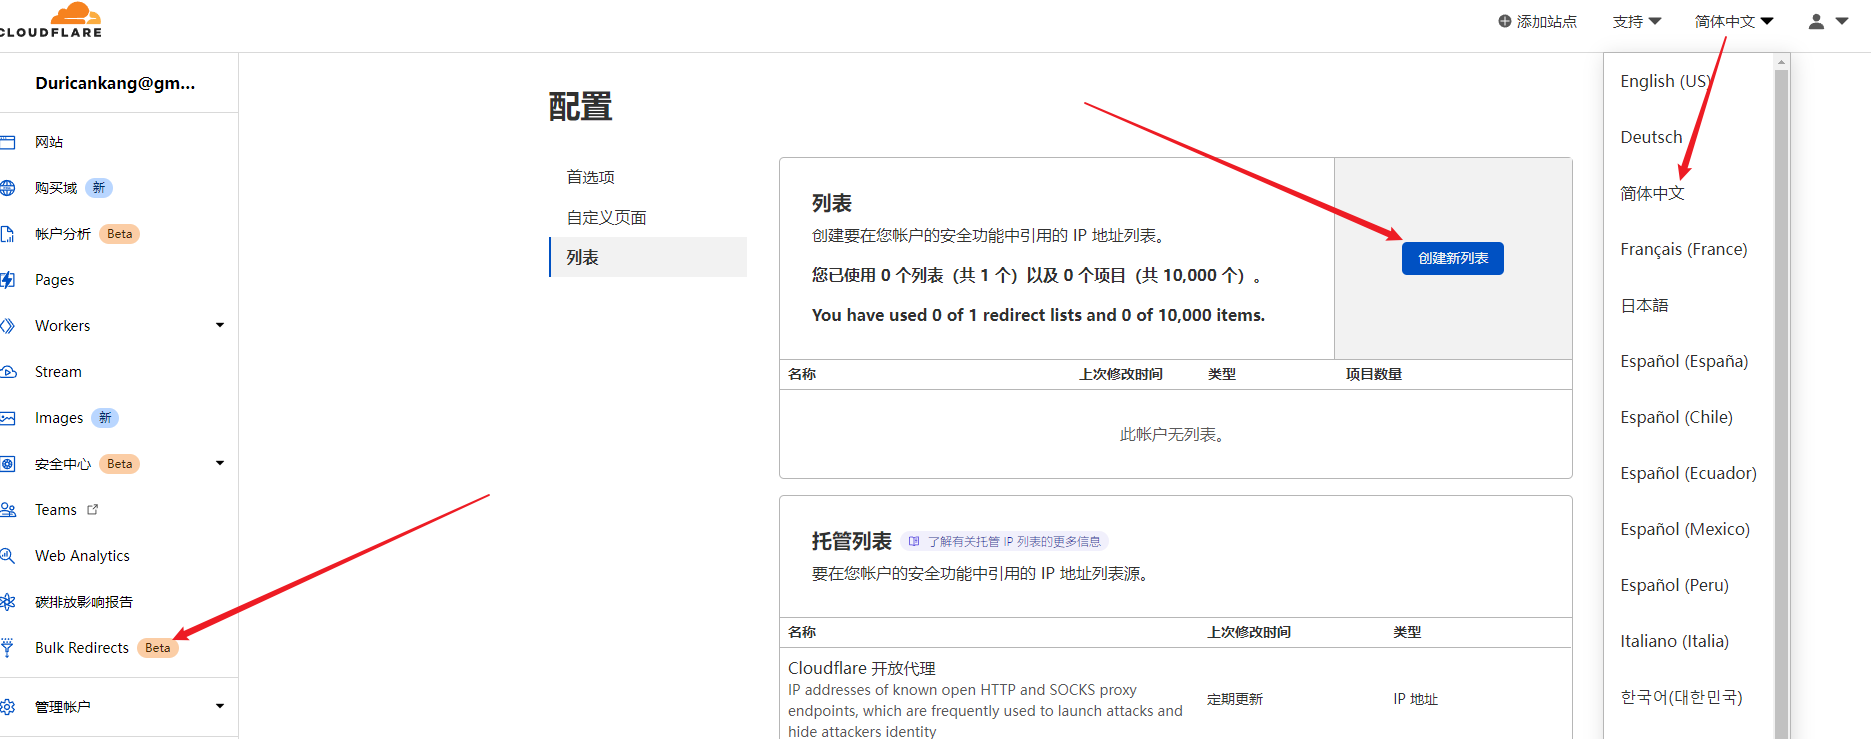 CLOUDFLARE
添加站点
支持
简体中文
Duricankang@gm...
网站
购买域 新
帐户分析 Beta
Pages
Workers
Stream
Images 新
安全中心 Beta
Teams
Web Analytics
碳排放影响报告
Bulk Redirects Beta
管理帐户
配置
首选项
自定义页面
列表
列表
创建要在您帐户的安全功能中引用的 IP 地址列表。
您已使用 0 个列表（共 1 个）以及 0 个项目（共 10,000 个）。
You have used 0 of 1 redirect lists and 0 of 10,000 items.
创建新列表
名称 上次修改时间 类型 项目数量
此帐户无列表。
托管列表 了解有关托管 IP 列表的更多信息
要在您帐户的安全功能中引用的 IP 地址列表源。
名称 上次修改时间 类型
Cloudflare 开放代理
IP addresses of known open HTTP and SOCKS proxy
endpoints, which are frequently used to launch attacks and
hide attackers identity
定期更新
IP 地址
English (US)
Deutsch
简体中文
Français (France)
日本語
Español (España)
Español (Chile)
Español (Ecuador)
Español (Mexico)
Español (Peru)
Italiano (Italia)
한국어(대한민국)